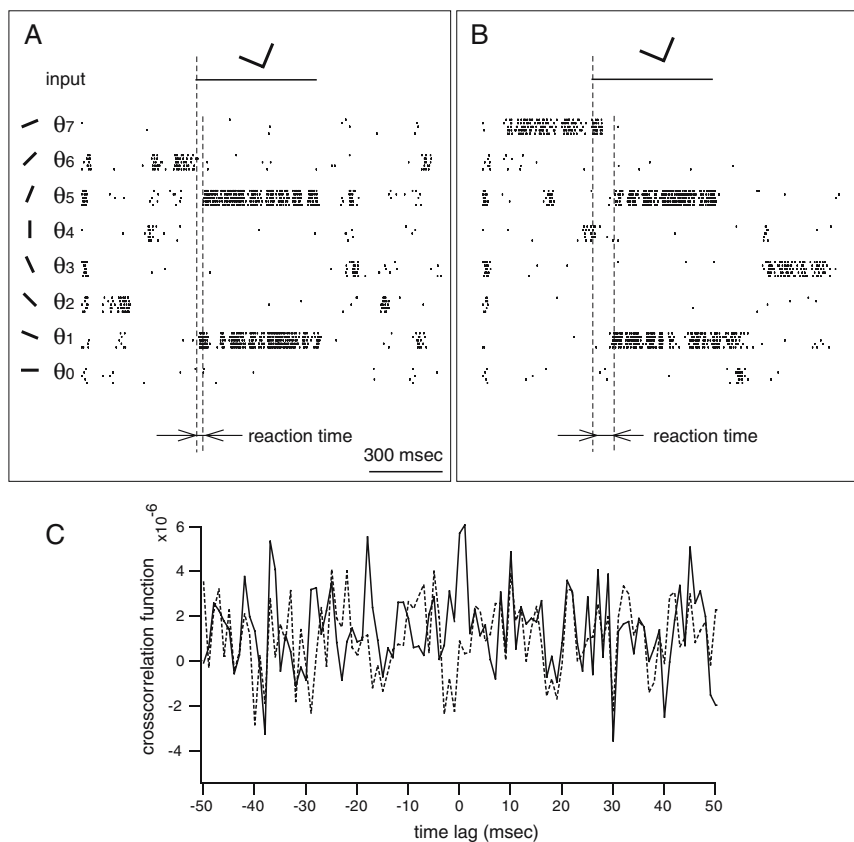 A
input
θ7
θ6
θ5
θ4
θ3
θ2
θ1
θ0
reaction time
300 msec
B
reaction time
C
crosscorrelation function
x10-6
6
4
2
0
-2
-4
-50
-40
-30
-20
-10
0
10
20
30
40
50
time lag (msec)